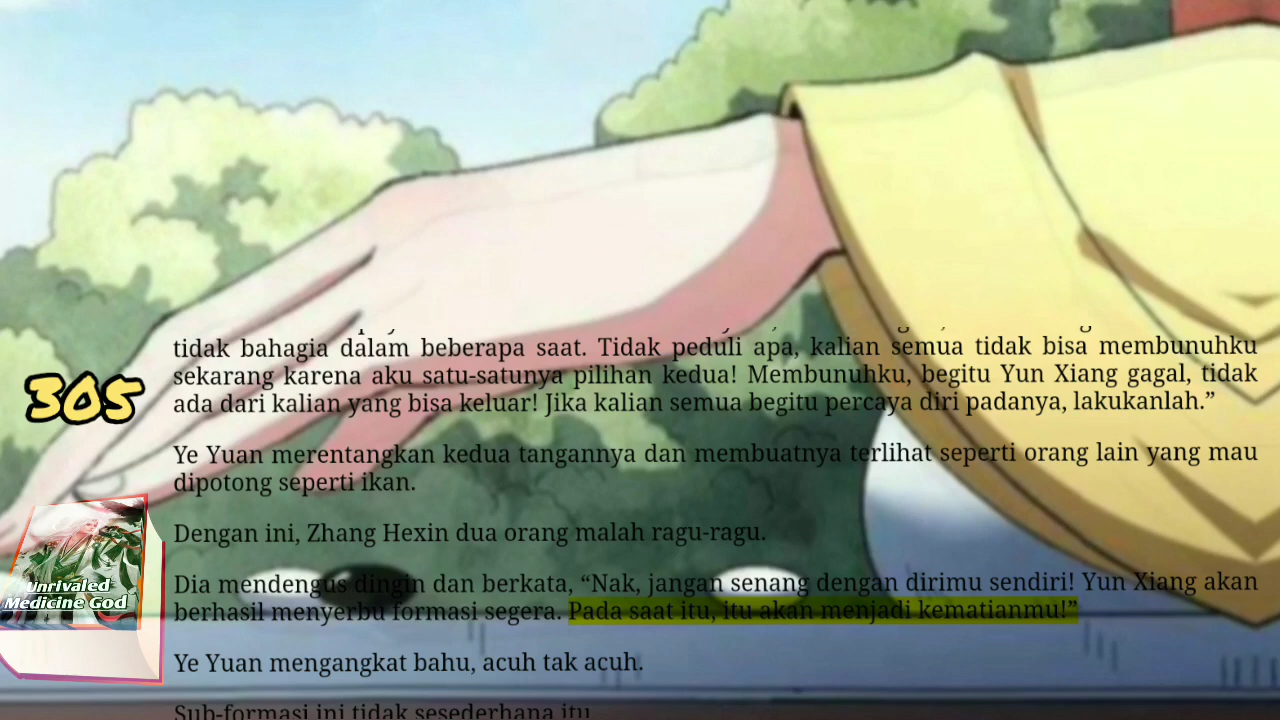 tidak bahagia dalam beberapa saat. Tidak peduli apa, kalian semua tidak bisa membunuhku
sekarang karena aku satu-satunya pilihan kedua! Membunuhku, begitu Yun Xiang gagal, tidak
ada dari kalian yang bisa keluar! Jika kalian semua begitu percaya diri padanya, lakukanlah.”
305
Ye Yuan merentangkan kedua tangannya dan membuatnya terlihat seperti orang lain yang mau
dipotong seperti ikan.
Dengan ini, Zhang Hexin dua orang malah ragu-ragu.
Unrivaled
Medicine God
Dia mendengus dingin dan berkata, “Nak, jangan senang dengan dirimu sendiri! Yun Xiang akan
berhasil menyerbu formasi segera. Pada saat itu, itu akan menjadi kematianmu!”
Ye Yuan mengangkat bahu, acuh tak acuh.
Sub-formasi ini tidak sesederhana itu